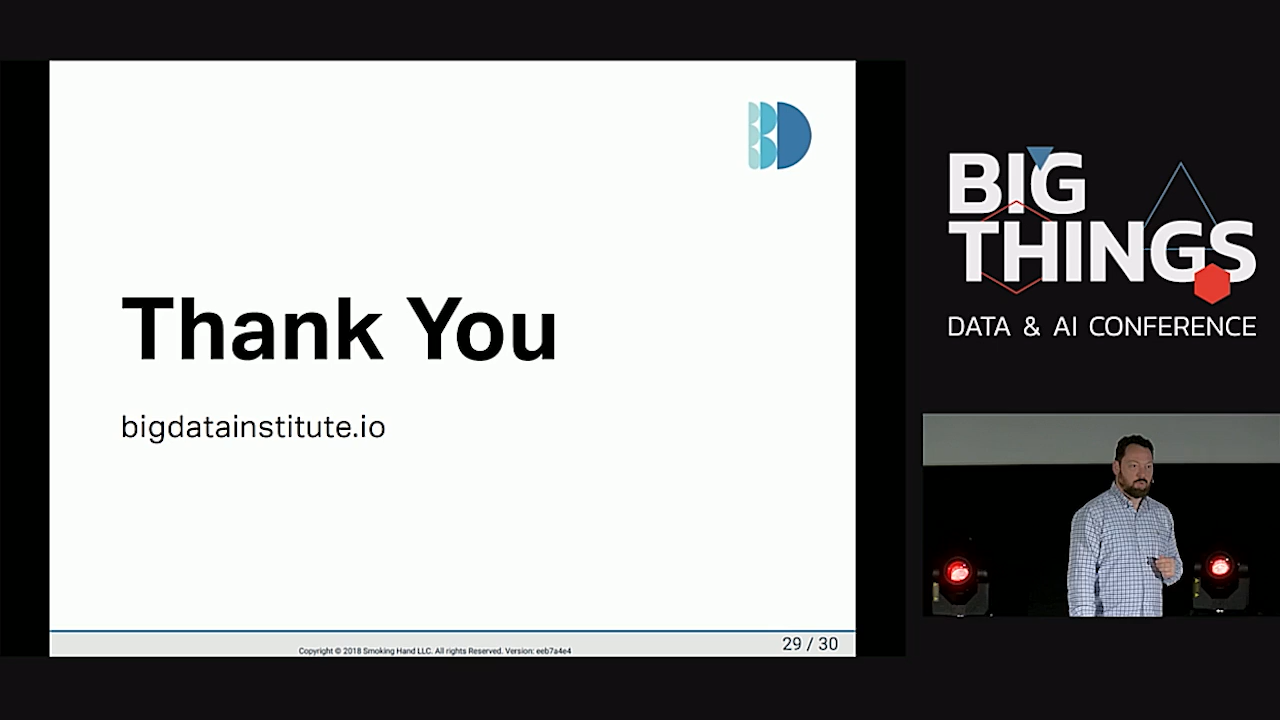 Thank You
bigdatainstitute.io
Copyright © 2018 Smoking Hand LLC. All rights Reserved. Version: eeb7a4e4
29 / 30
BIG
THINGS
DATA & AI CONFERENCE